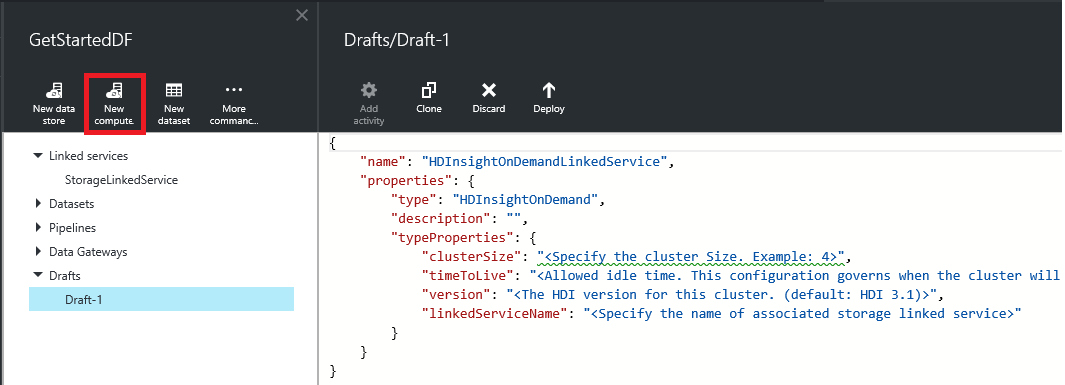 GetStartedDF
New data
store
New
compute.
New
dataset
More
commanc...
Linked services
StorageLinkedService
Datasets
Pipelines
Data Gateways
Drafts
Draft-1
Drafts/Draft-1
Add
activity
Clone
Discard
Deploy
{
"name": "HDInsightOnDemandLinkedService",
"properties": {
"type": "HDInsightOnDemand",
"description": "",
"typeProperties": {
"clusterSize": "<Specify the cluster Size. Example: 4>",
"timeToLive": "<Allowed idle time. This configuration governs when the cluster will
"version": "<The HDI version for this cluster. (default: HDI 3.1)>",
"linkedServiceName": "<Specify the name of associated storage linked service>"
}
}
}